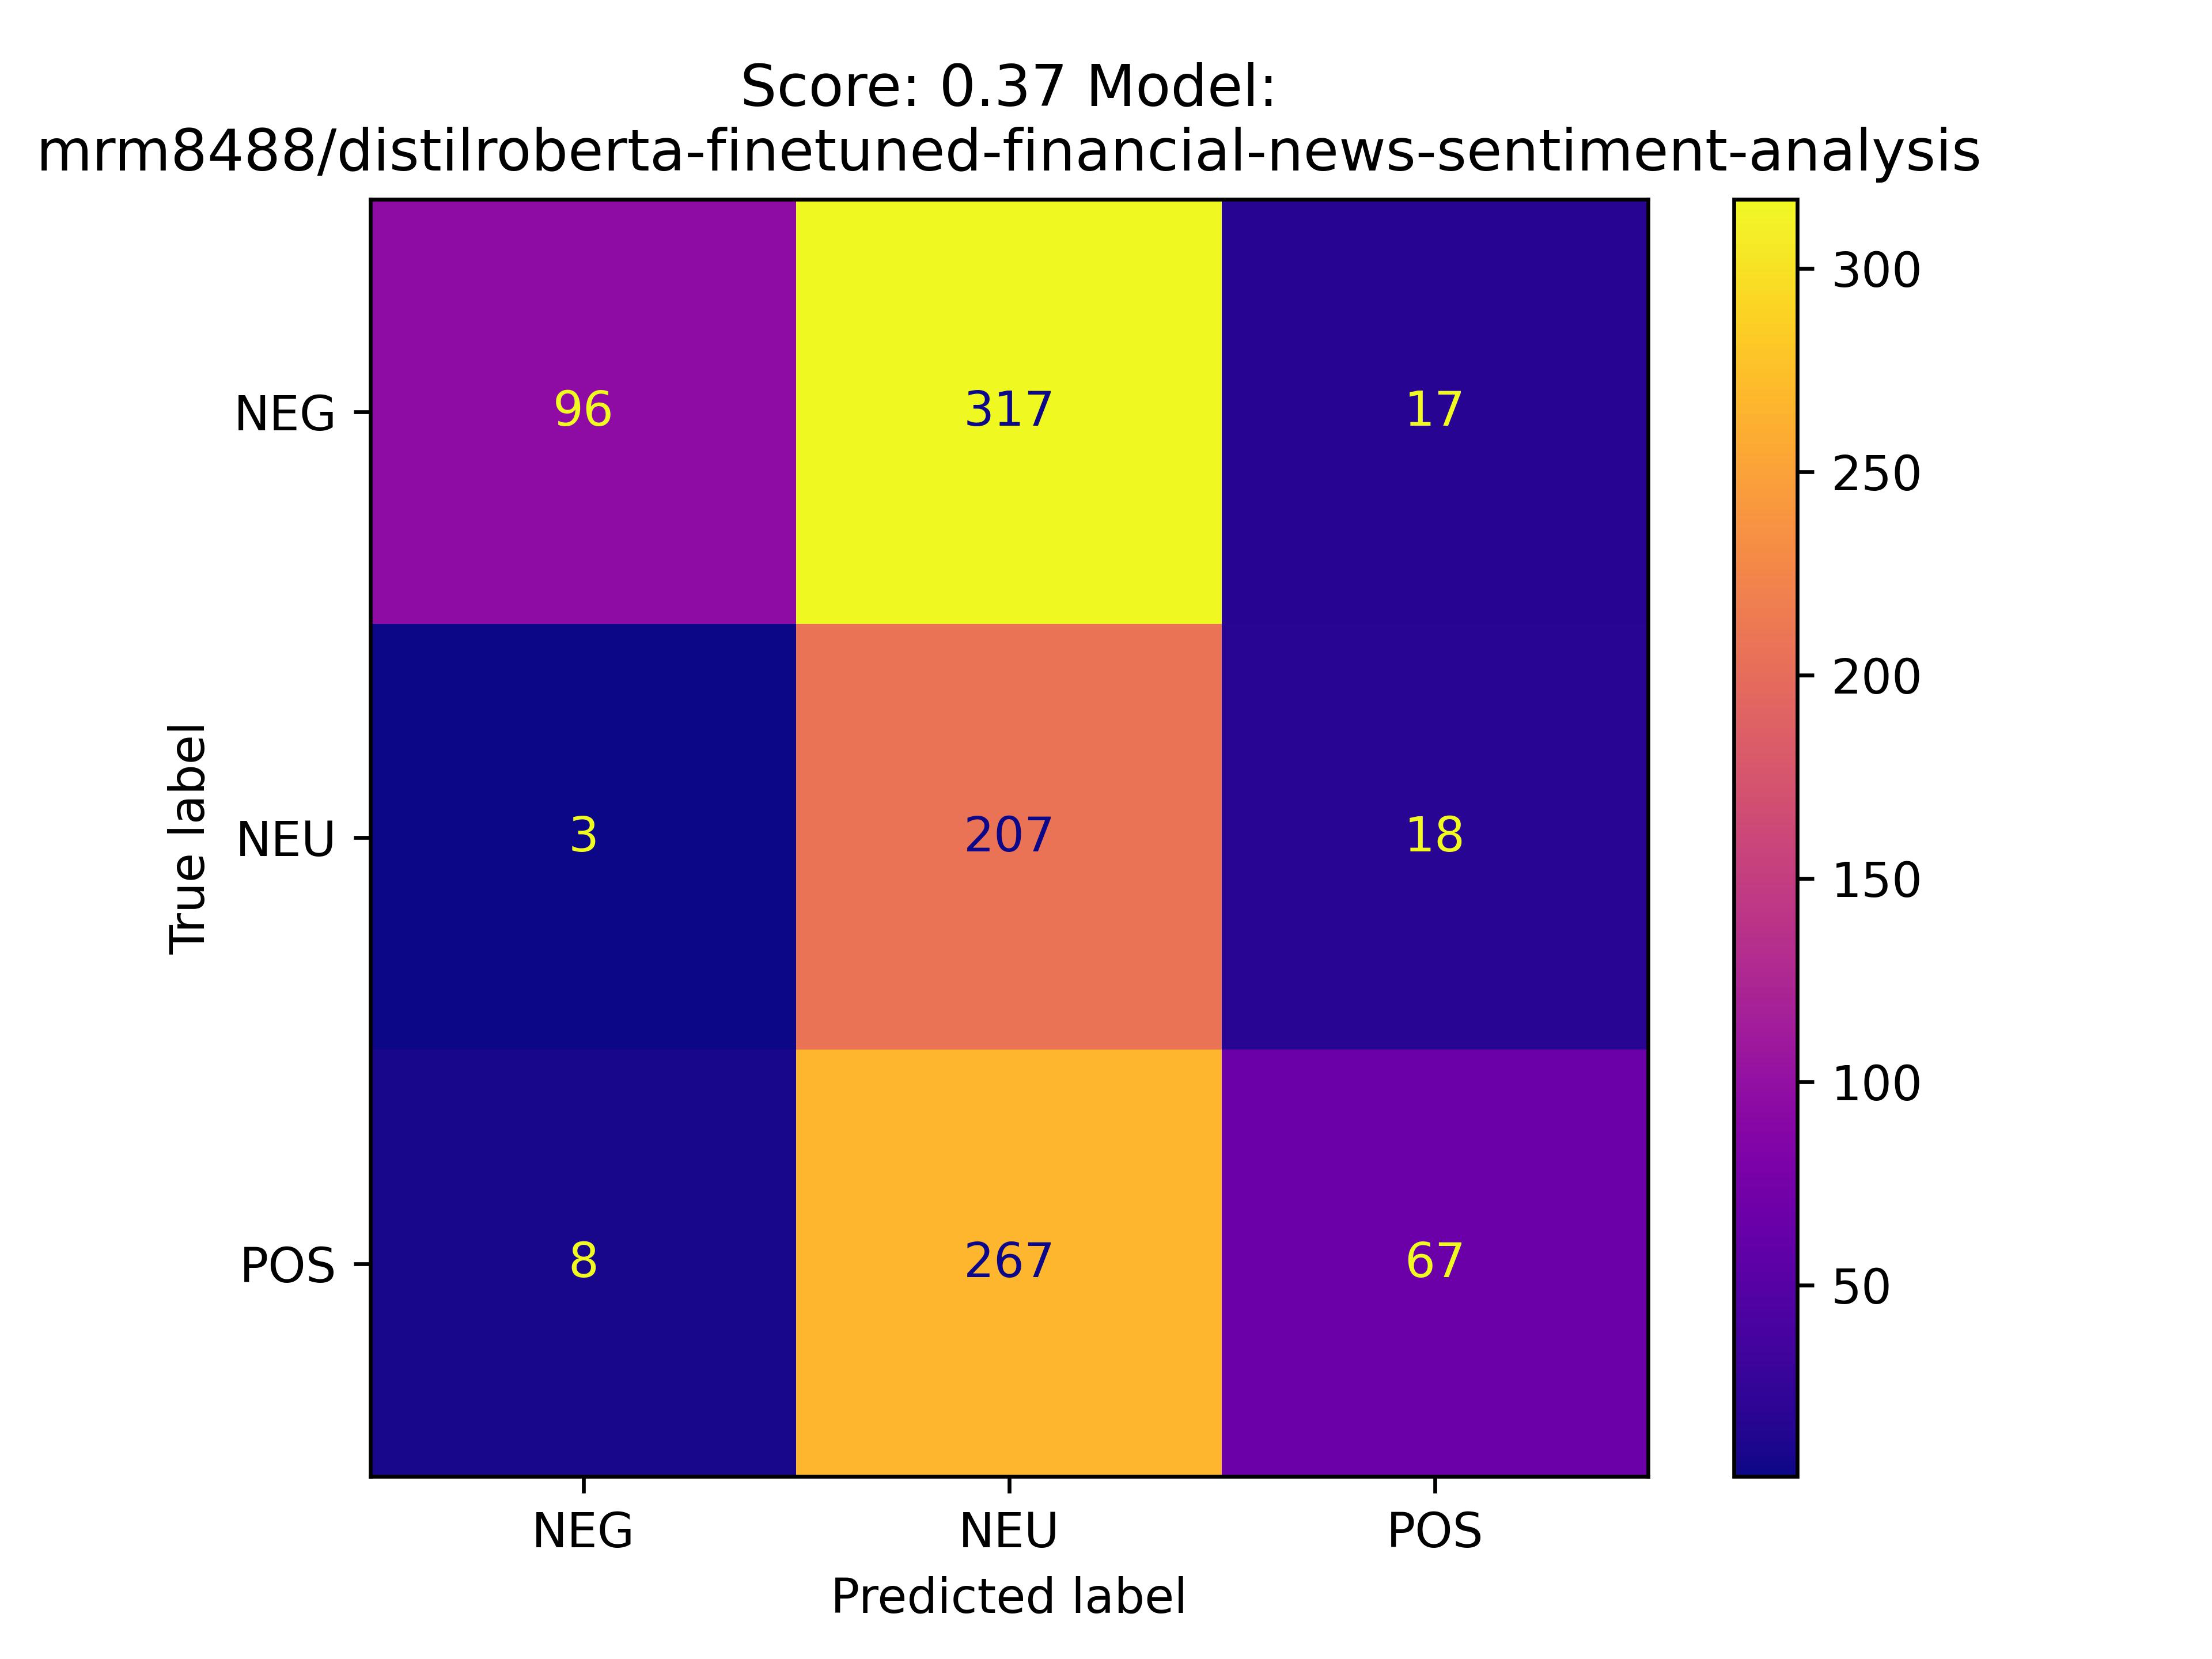 Score: 0.37 Model:
mrm8488/distilroberta-finetuned-financial-news-sentiment-analysis
NEG 96 317 17
NEU 3 207 18
POS 8 267 67
True label
NEG NEU POS
Predicted label
300
250
200
150
100
50